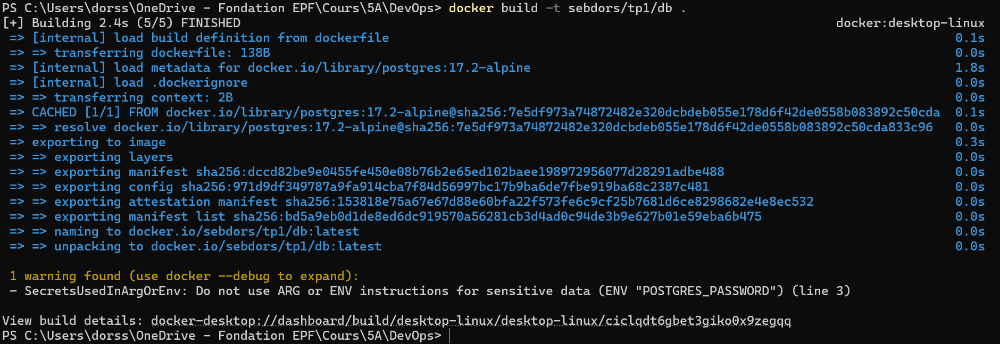 PS C:\Users\dorss\OneDrive - Fondation EPF\Cours\5A\DevOps> docker build -t sebdors/tp1/db .
[+] Building 2.4s (5/5) FINISHED docker:desktop-linux
=> [internal] load build definition from dockerfile 0.1s
=> => transferring dockerfile: 138B 0.0s
=> [internal] load metadata for docker.io/library/postgres:17.2-alpine 1.8s
=> [internal] load .dockerignore 0.0s
=> => transferring context: 2B 0.0s
=> CACHED [1/1] FROM docker.io/library/postgres:17.2-alpine@sha256:7e5df973a74872482e320dcbdeb055e178d6f42de0558b083892c50cda 0.1s
=> => resolve docker.io/library/postgres:17.2-alpine@sha256:7e5df973a74872482e320dcbdeb055e178d6f42de0558b083892c50cda833c96 0.0s
=> exporting to image 0.3s
=> => exporting layers 0.0s
=> => exporting manifest sha256:dccd82be9e0455fe450e08b76b2e65ed102baee198972956077d28291adbe488 0.0s
=> => exporting config sha256:971d9df349787a9fa914cba7f84d56997bc17b9ba6de7fbe919ba68c2387c481 0.0s
=> => exporting attestation manifest sha256:153818e75a67e67d88e60bfa22f573fe6c9cf25b7681d6ce8298682e4e8ec532 0.0s
=> => exporting manifest list sha256:bd5a9eb0d1de8ed6dc919570a56281cb3d4ad0c94de3b9e627b01e59eba6b475 0.0s
=> => naming to docker.io/sebdors/tp1/db:latest 0.0s
=> => unpacking to docker.io/sebdors/tp1/db:latest 0.0s
1 warning found (use docker --debug to expand):
- SecretsUsedInArgOrEnv: Do not use ARG or ENV instructions for sensitive data (ENV "POSTGRES_PASSWORD") (line 3)
View build details: docker-desktop://dashboard/build/desktop-linux/desktop-linux/ciclqdt6gbet3giko0x9zegqq
PS C:\Users\dorss\OneDrive - Fondation EPF\Cours\5A\DevOps>